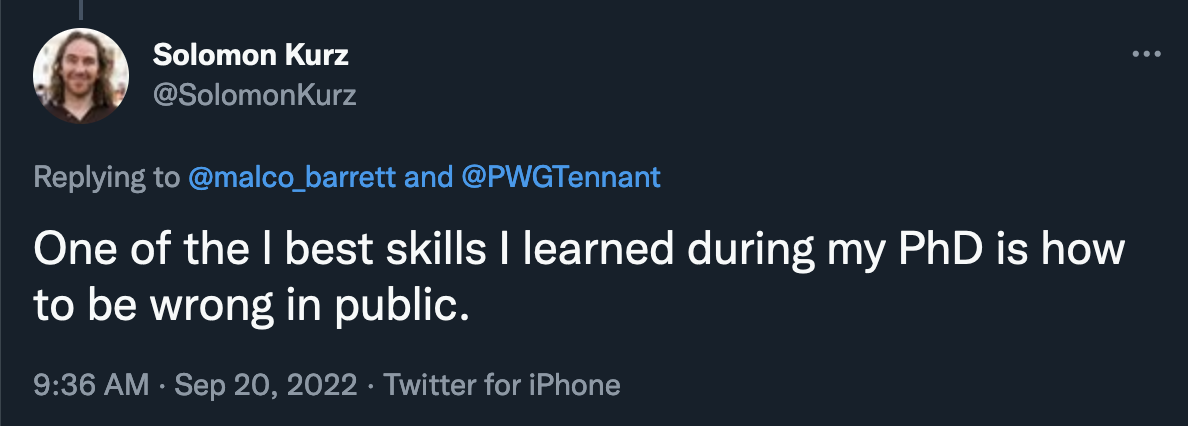 Solomon Kurz
@SolomonKurz
Replying to @malco_barrett and @PWGTennant
One of the I best skills I learned during my PhD is how
to be wrong in public.
9:36 AM · Sep 20, 2022 · Twitter for iPhone